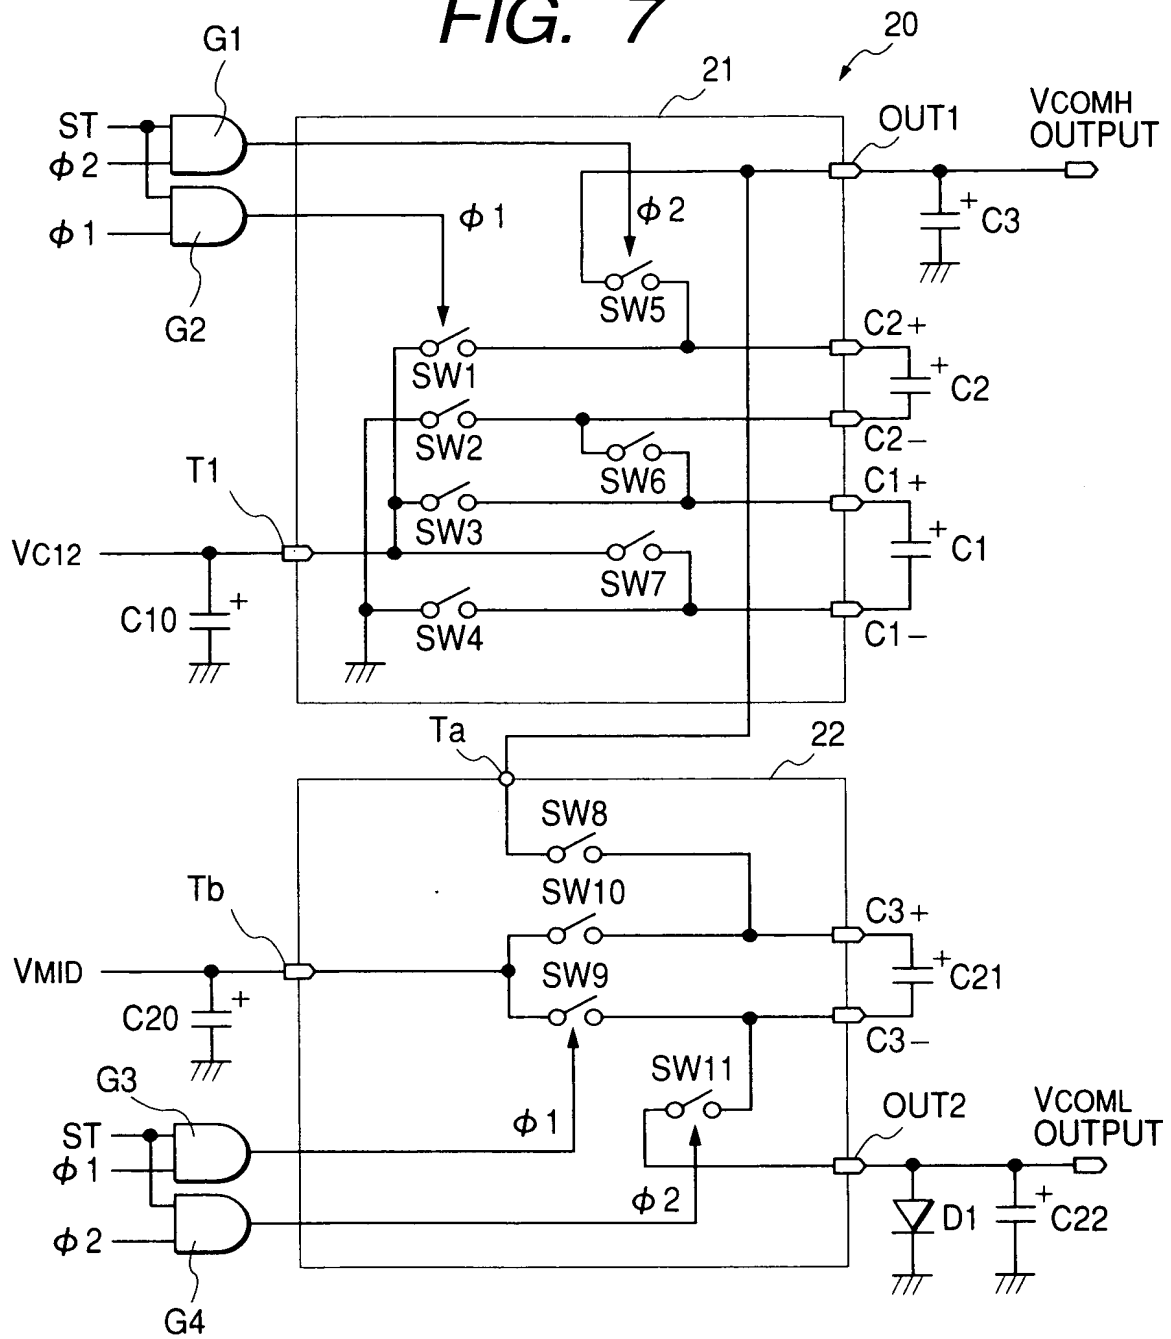 FIG. 7
G1
20
21
ST
OUT1
VCOMH
OUTPUT
ϕ2
ϕ1
ϕ1
ϕ2
+
C3
G2
SW5
C2+
SW1
+
C2
SW2
C2-
T1
SW6
C1+
SW3
+
C1
VC12
SW7
C10
+
SW4
C1-
Ta
22
SW8
Tb
SW10
C3+
VMID
SW9
+
C21
C20
+
C3-
SW11
G3
OUT2
VCOML
OUTPUT
ST
ϕ1
ϕ1
ϕ2
D1
+
C22
ϕ2
G4